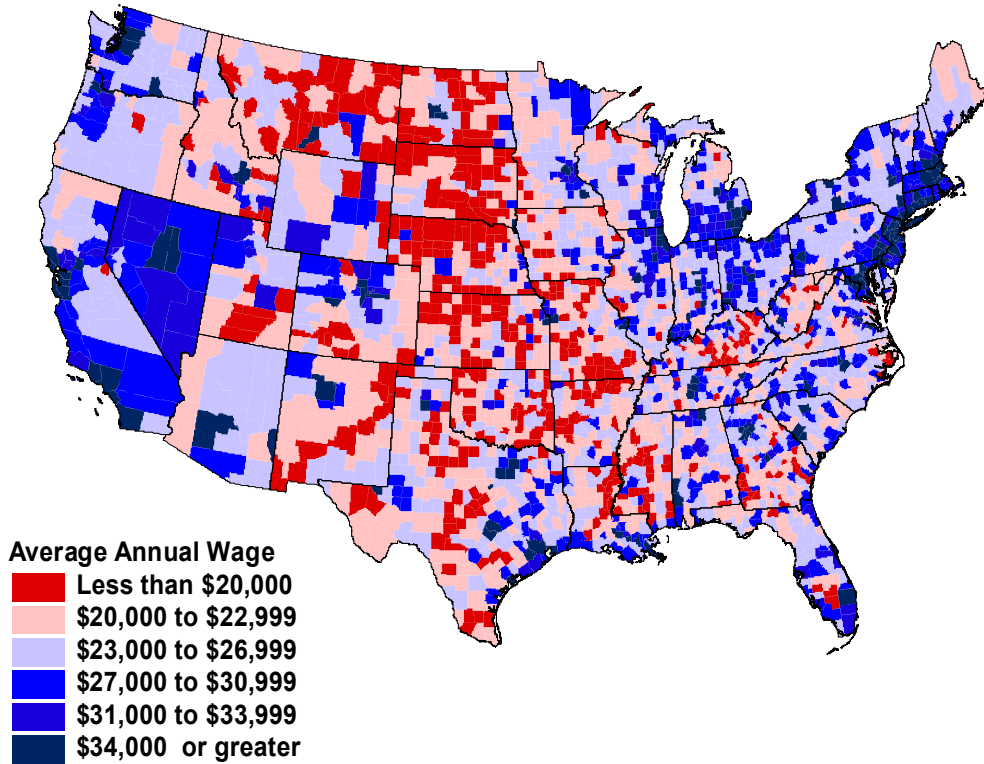 Average Annual Wage
Less than $20,000
$20,000 to $22,999
$23,000 to $26,999
$27,000 to $30,999
$31,000 to $33,999
$34,000 or greater